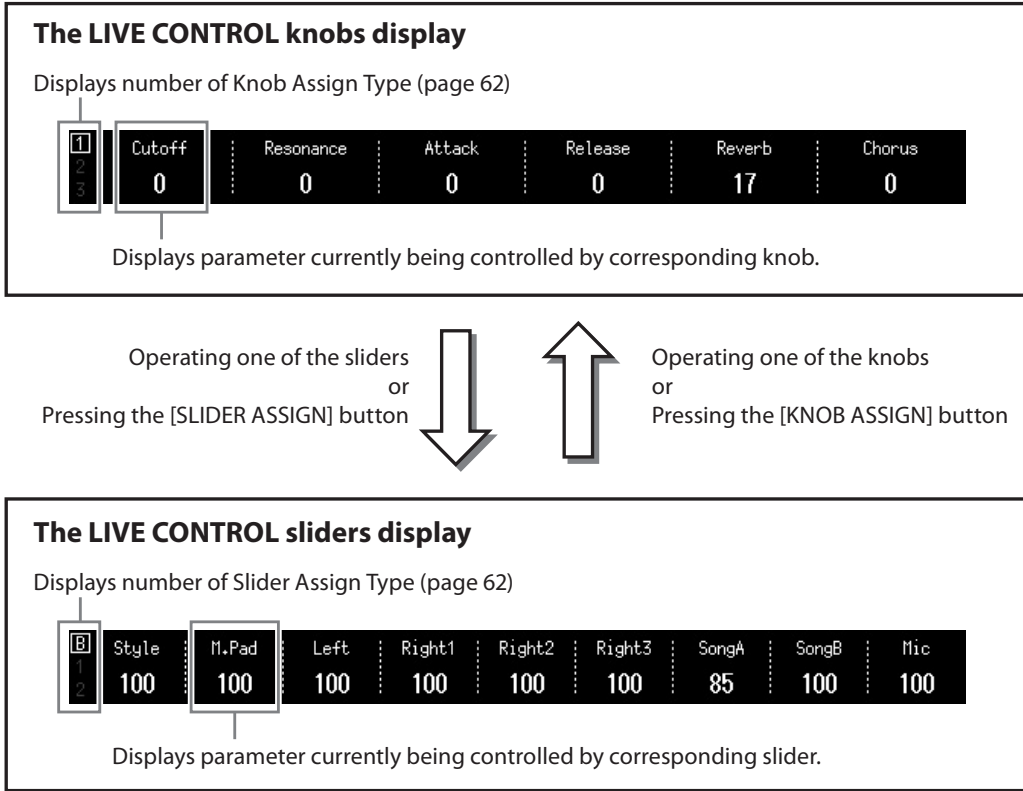 The LIVE CONTROL knobs display
Displays number of Knob Assign Type (page 62)
1 Cutoff Resonance Attack Release Reverb Chorus
2
3 0 0 0 0 17 0
Displays parameter currently being controlled by corresponding knob.
Operating one of the sliders
or
Pressing the [SLIDER ASSIGN] button
Operating one of the knobs
or
Pressing the [KNOB ASSIGN] button
The LIVE CONTROL sliders display
Displays number of Slider Assign Type (page 62)
B Style M.Pad Left Right1 Right2 Right3 SongA SongB Mic
1
2 100 100 100 100 100 100 85 100 100
Displays parameter currently being controlled by corresponding slider.